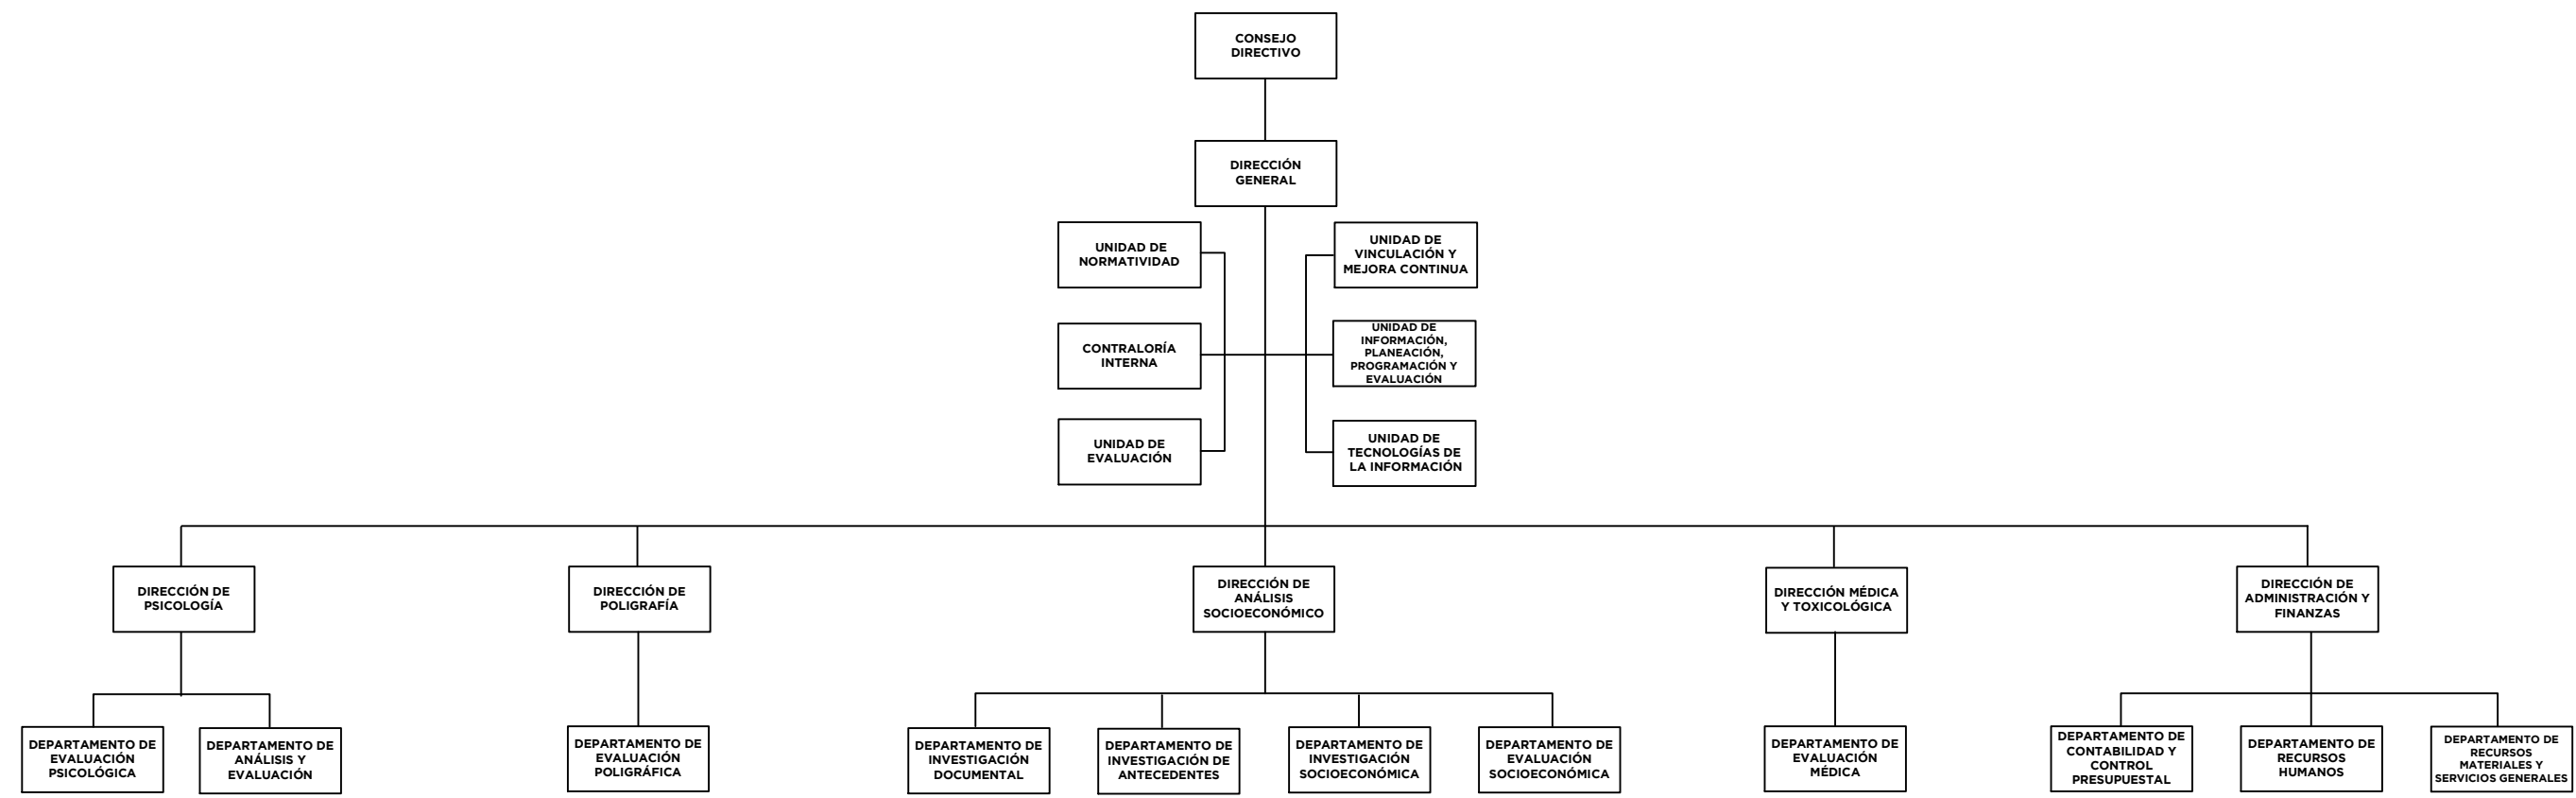 CONSEJO
DIRECTIVO
DIRECCIÓN
GENERAL
UNIDAD DE
NORMATIVIDAD
UNIDAD DE
VINCULACIÓN Y
MEJORA CONTINUA
CONTRALORÍA
INTERNA
UNIDAD DE
INFORMACIÓN,
PLANEACIÓN,
PROGRAMACIÓN Y
EVALUACIÓN
UNIDAD DE
EVALUACIÓN
UNIDAD DE
TECNOLOGÍAS DE
LA INFORMACIÓN
DIRECCIÓN DE
PSICOLOGÍA
DIRECCIÓN DE
POLIGRAFÍA
DIRECCIÓN DE
ANÁLISIS
SOCIOECONÓMICO
DIRECCIÓN MÉDICA
Y TOXICOLÓGICA
DIRECCIÓN DE
ADMINISTRACIÓN Y
FINANZAS
DEPARTAMENTO DE
EVALUACIÓN
PSICOLÓGICA
DEPARTAMENTO DE
ANÁLISIS Y
EVALUACIÓN
DEPARTAMENTO DE
EVALUACIÓN
POLIGRÁFICA
DEPARTAMENTO DE
INVESTIGACIÓN
DOCUMENTAL
DEPARTAMENTO DE
INVESTIGACIÓN DE
ANTECEDENTES
DEPARTAMENTO DE
INVESTIGACIÓN
SOCIOECONÓMICA
DEPARTAMENTO DE
EVALUACIÓN
SOCIOECONÓMICA
DEPARTAMENTO DE
EVALUACIÓN
MÉDICA
DEPARTAMENTO DE
CONTABILIDAD Y
CONTROL
PRESUPUESTAL
DEPARTAMENTO DE
RECURSOS
HUMANOS
DEPARTAMENTO DE
RECURSOS
MATERIALES Y
SERVICIOS GENERALES